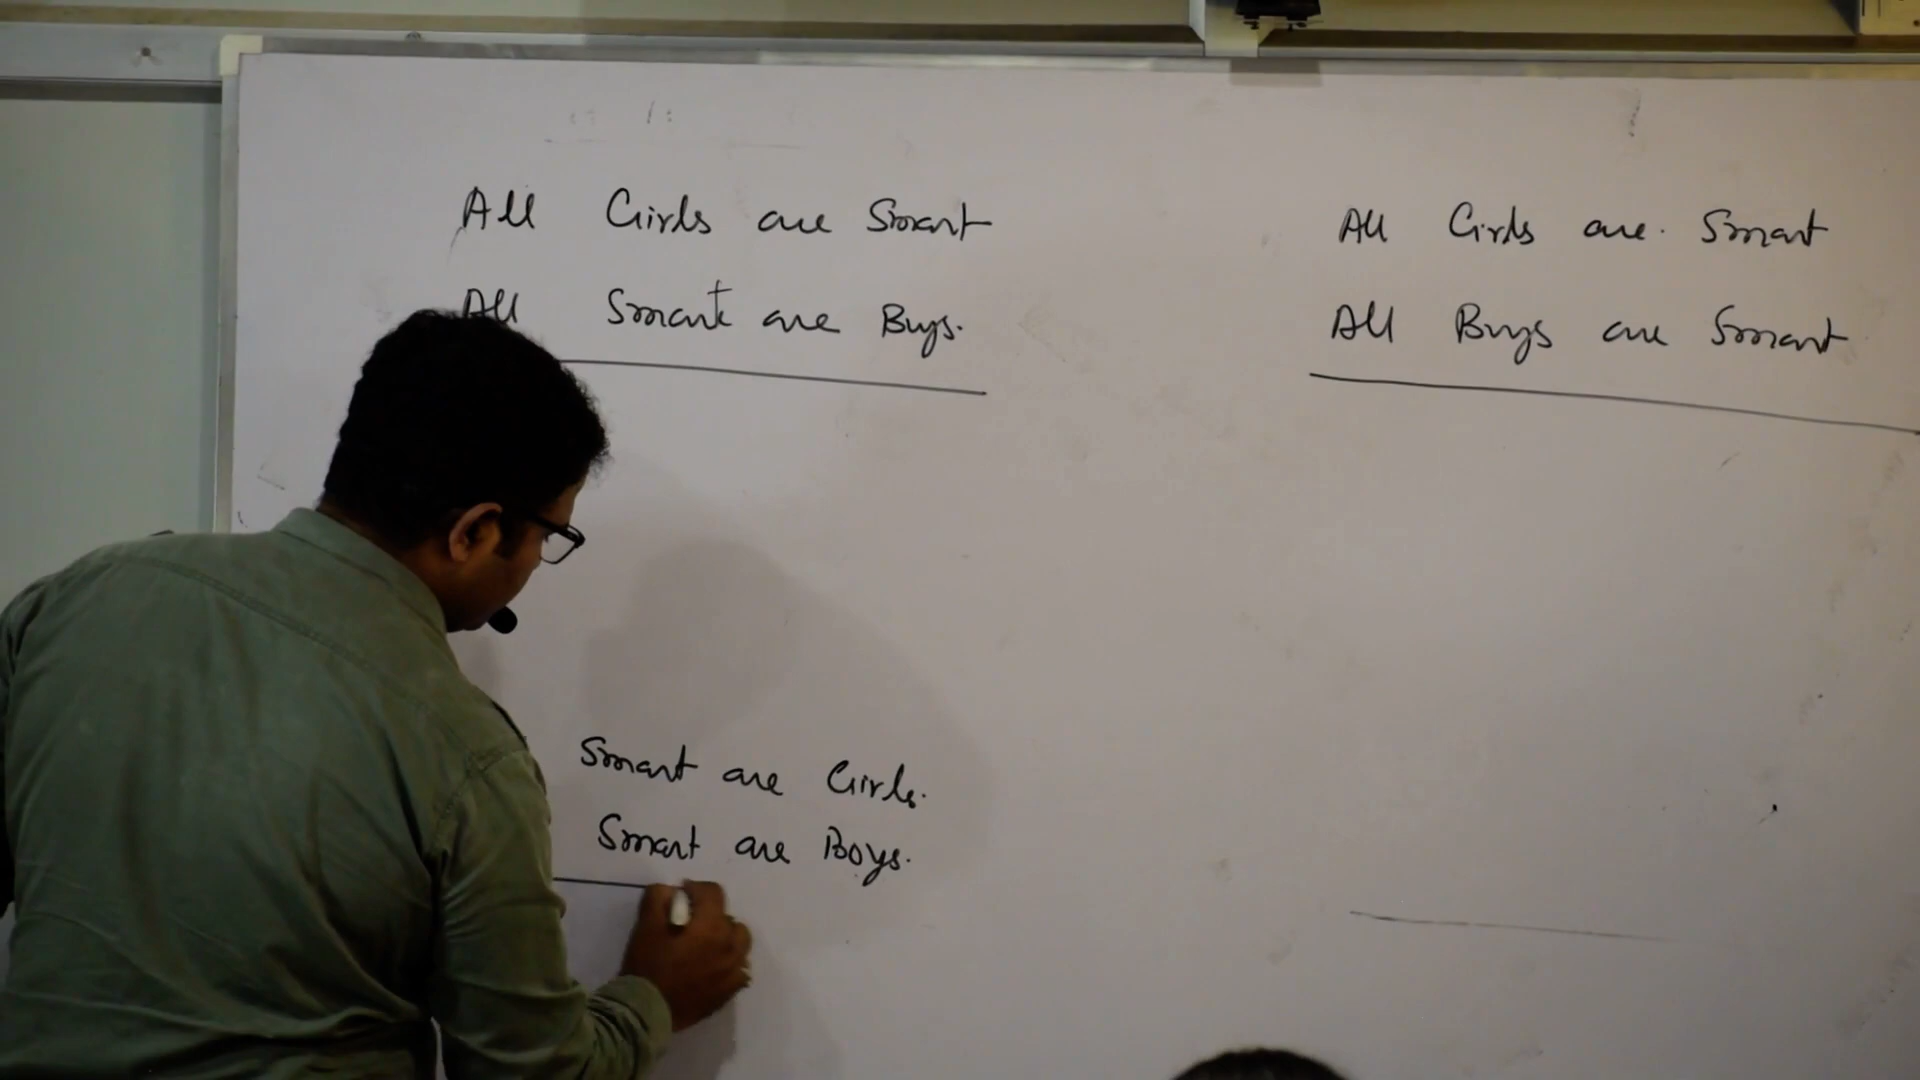 All Girls are Smart
All Smart are Boys.
All Girls are. Smart
All Boys are Smart
Smart are Girls.
Smart are Boys.